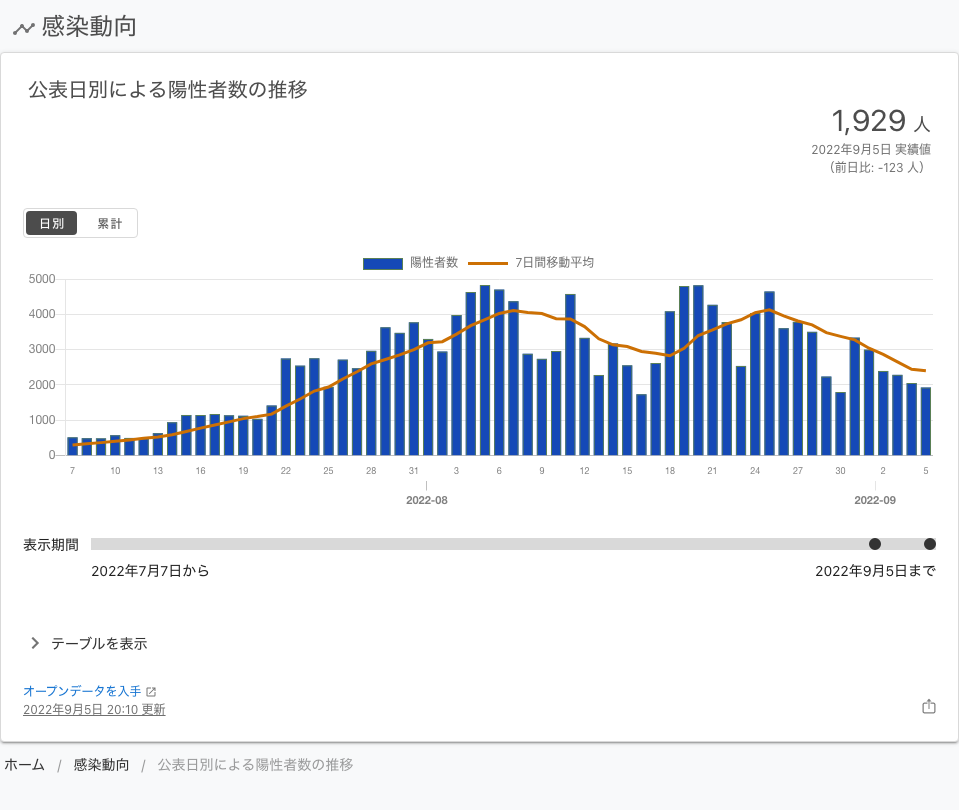 感染動向
公表日別による陽性者数の推移
1,929 人
2022年9月5日 実績値
（前日比: -123 人）
日別 累計
陽性者数 7日間移動平均
5000
4000
3000
2000
1000
0
7 10 13 16 19 22 25 28 31 3 6 9 12 15 18 21 24 27 30 2 5
2022-08 2022-09
表示期間
2022年7月7日から 2022年9月5日まで
テーブルを表示
オープンデータを入手
2022年9月5日 20:10 更新
ホーム / 感染動向 / 公表日別による陽性者数の推移